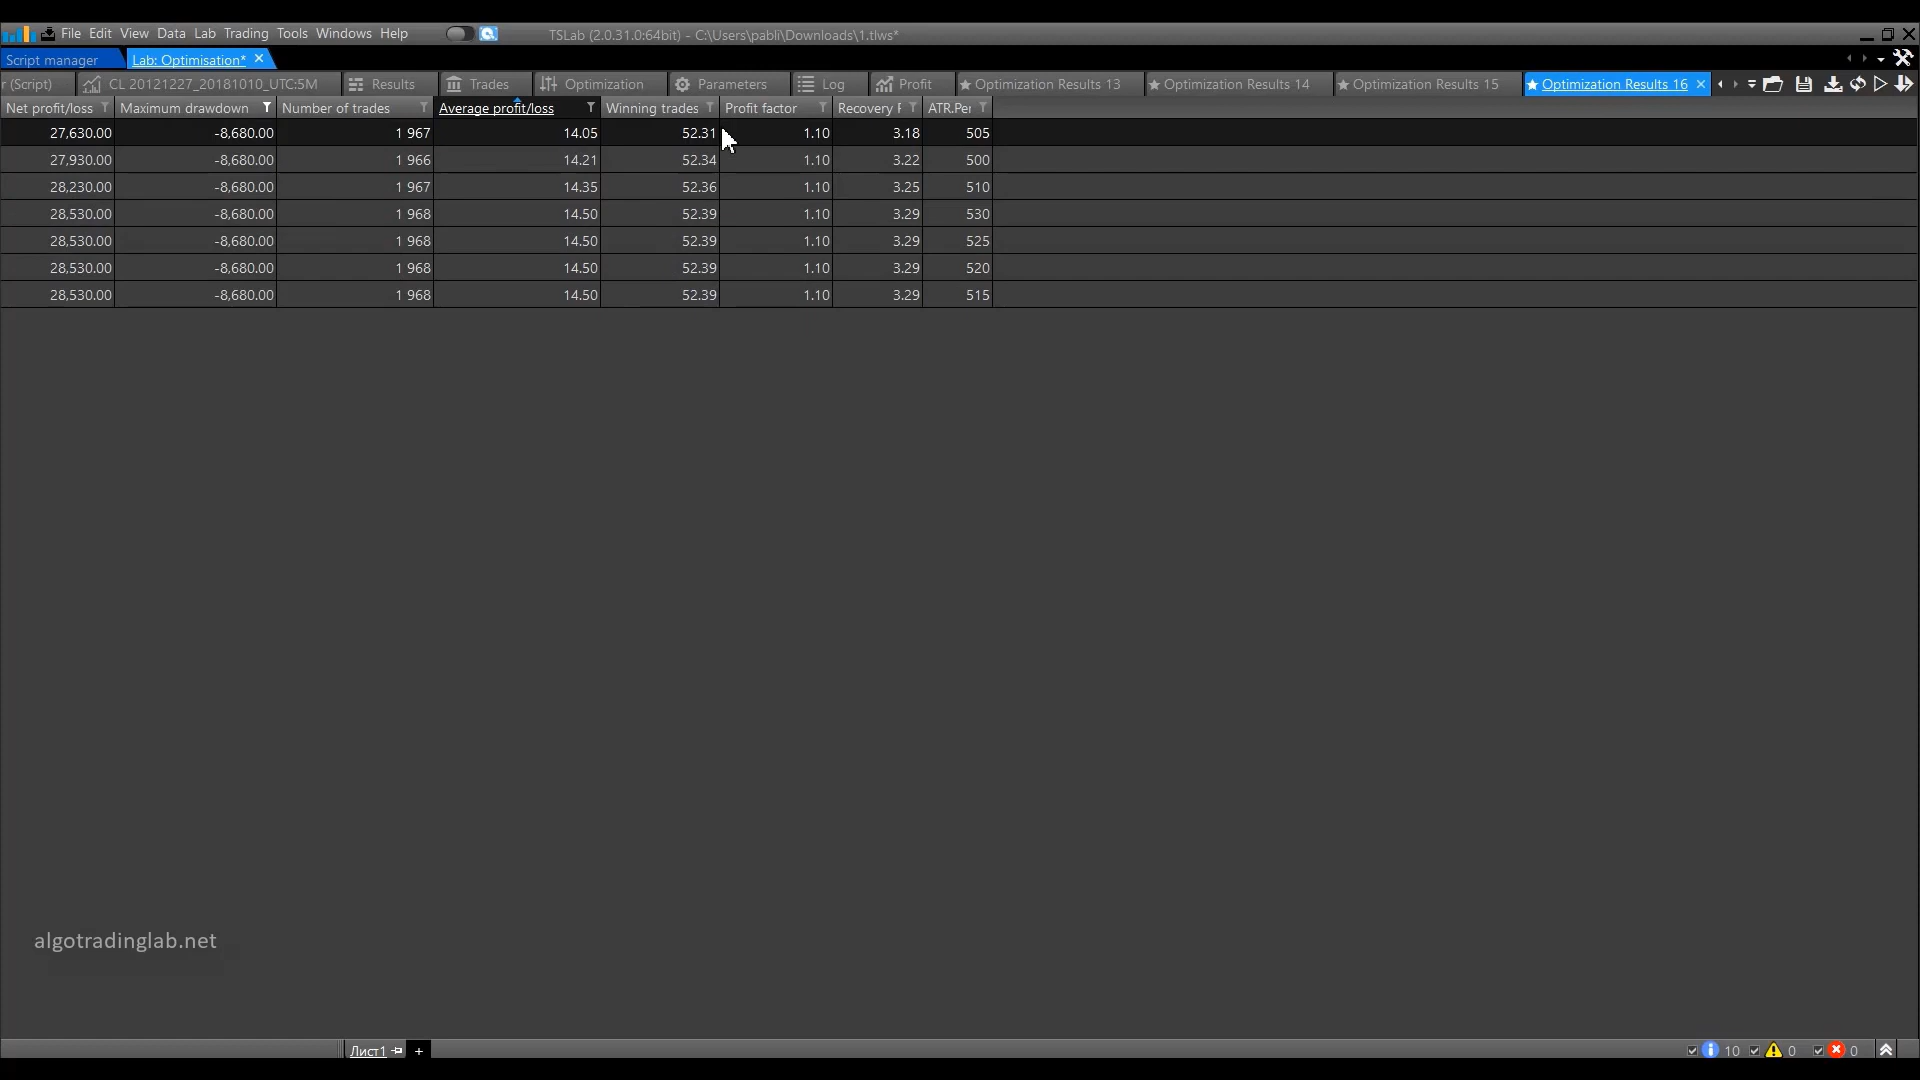 File Edit View Data Lab Trading Tools Windows Help TSLab (2.0.31.0:64bit) - C:\Users\pabli\Downloads\1.tlws*
Script manager Lab: Optimisation*
r (Script) CL 20121227_20181010_UTC:5M Results Trades Optimization Parameters Log Profit Optimization Results 13 Optimization Results 14 Optimization Results 15 Optimization Results 16
Net profit/loss Maximum drawdown Number of trades Average profit/loss Winning trades Profit factor Recovery F ATR.Per
27,630.00 -8,680.00 1 967 14.05 52.31 1.10 3.18 505
27,930.00 -8,680.00 1 966 14.21 52.34 1.10 3.22 500
28,230.00 -8,680.00 1 967 14.35 52.36 1.10 3.25 510
28,530.00 -8,680.00 1 968 14.50 52.39 1.10 3.29 530
28,530.00 -8,680.00 1 968 14.50 52.39 1.10 3.29 525
28,530.00 -8,680.00 1 968 14.50 52.39 1.10 3.29 520
28,530.00 -8,680.00 1 968 14.50 52.39 1.10 3.29 515
algotradinglab.net
Лист1 + 10 0 0